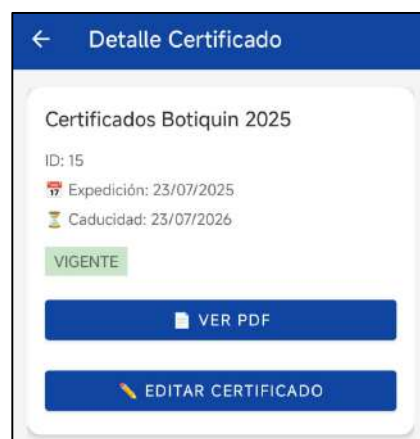 Detalle Certificado
Certificados Botiquin 2025
ID: 15
Expedición: 23/07/2025
Caducidad: 23/07/2026
VIGENTE
VER PDF
EDITAR CERTIFICADO